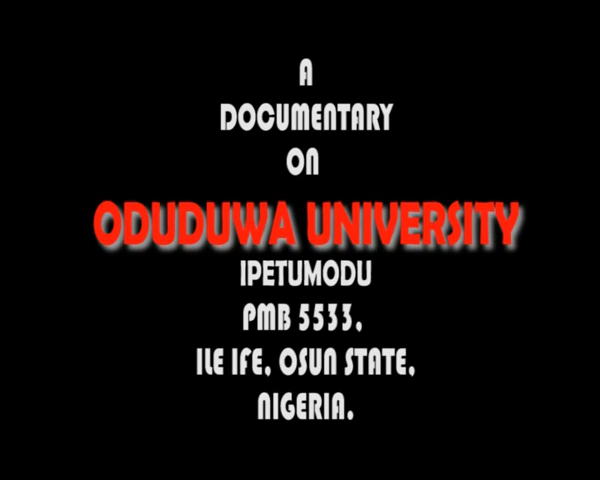 A
DOCUMENTARY
ON
ODUDUWA UNIVERSITY
IPETUMODU
PMB 5533,
ILE IFE, OSUN STATE,
NIGERIA.